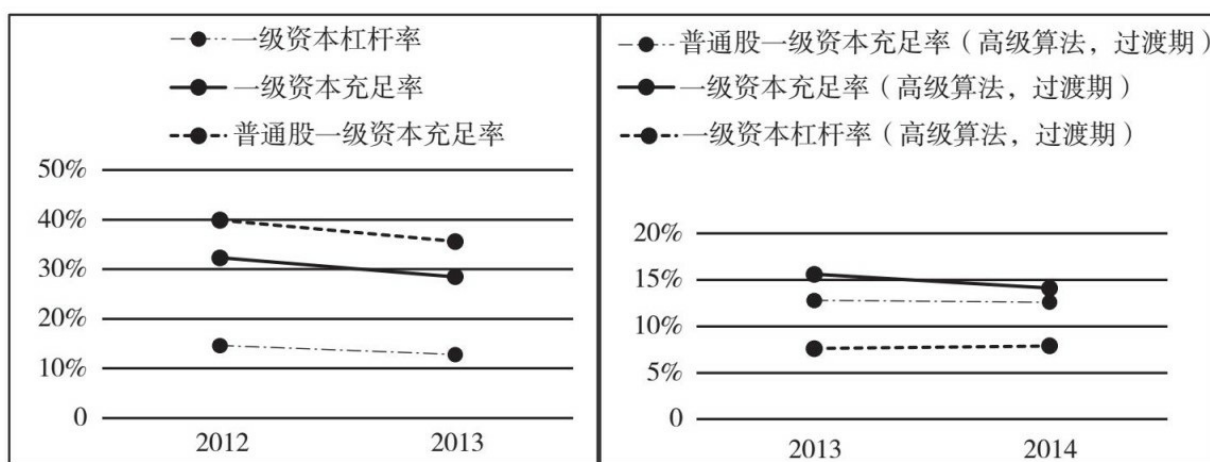 一级资本杠杆率
一级资本充足率
普通股一级资本充足率
50%
40%
30%
20%
10%
0
2012 2013
普通股一级资本充足率（高级算法，过渡期）
一级资本充足率（高级算法，过渡期）
一级资本杠杆率（高级算法，过渡期）
20%
15%
10%
5%
0
2013 2014